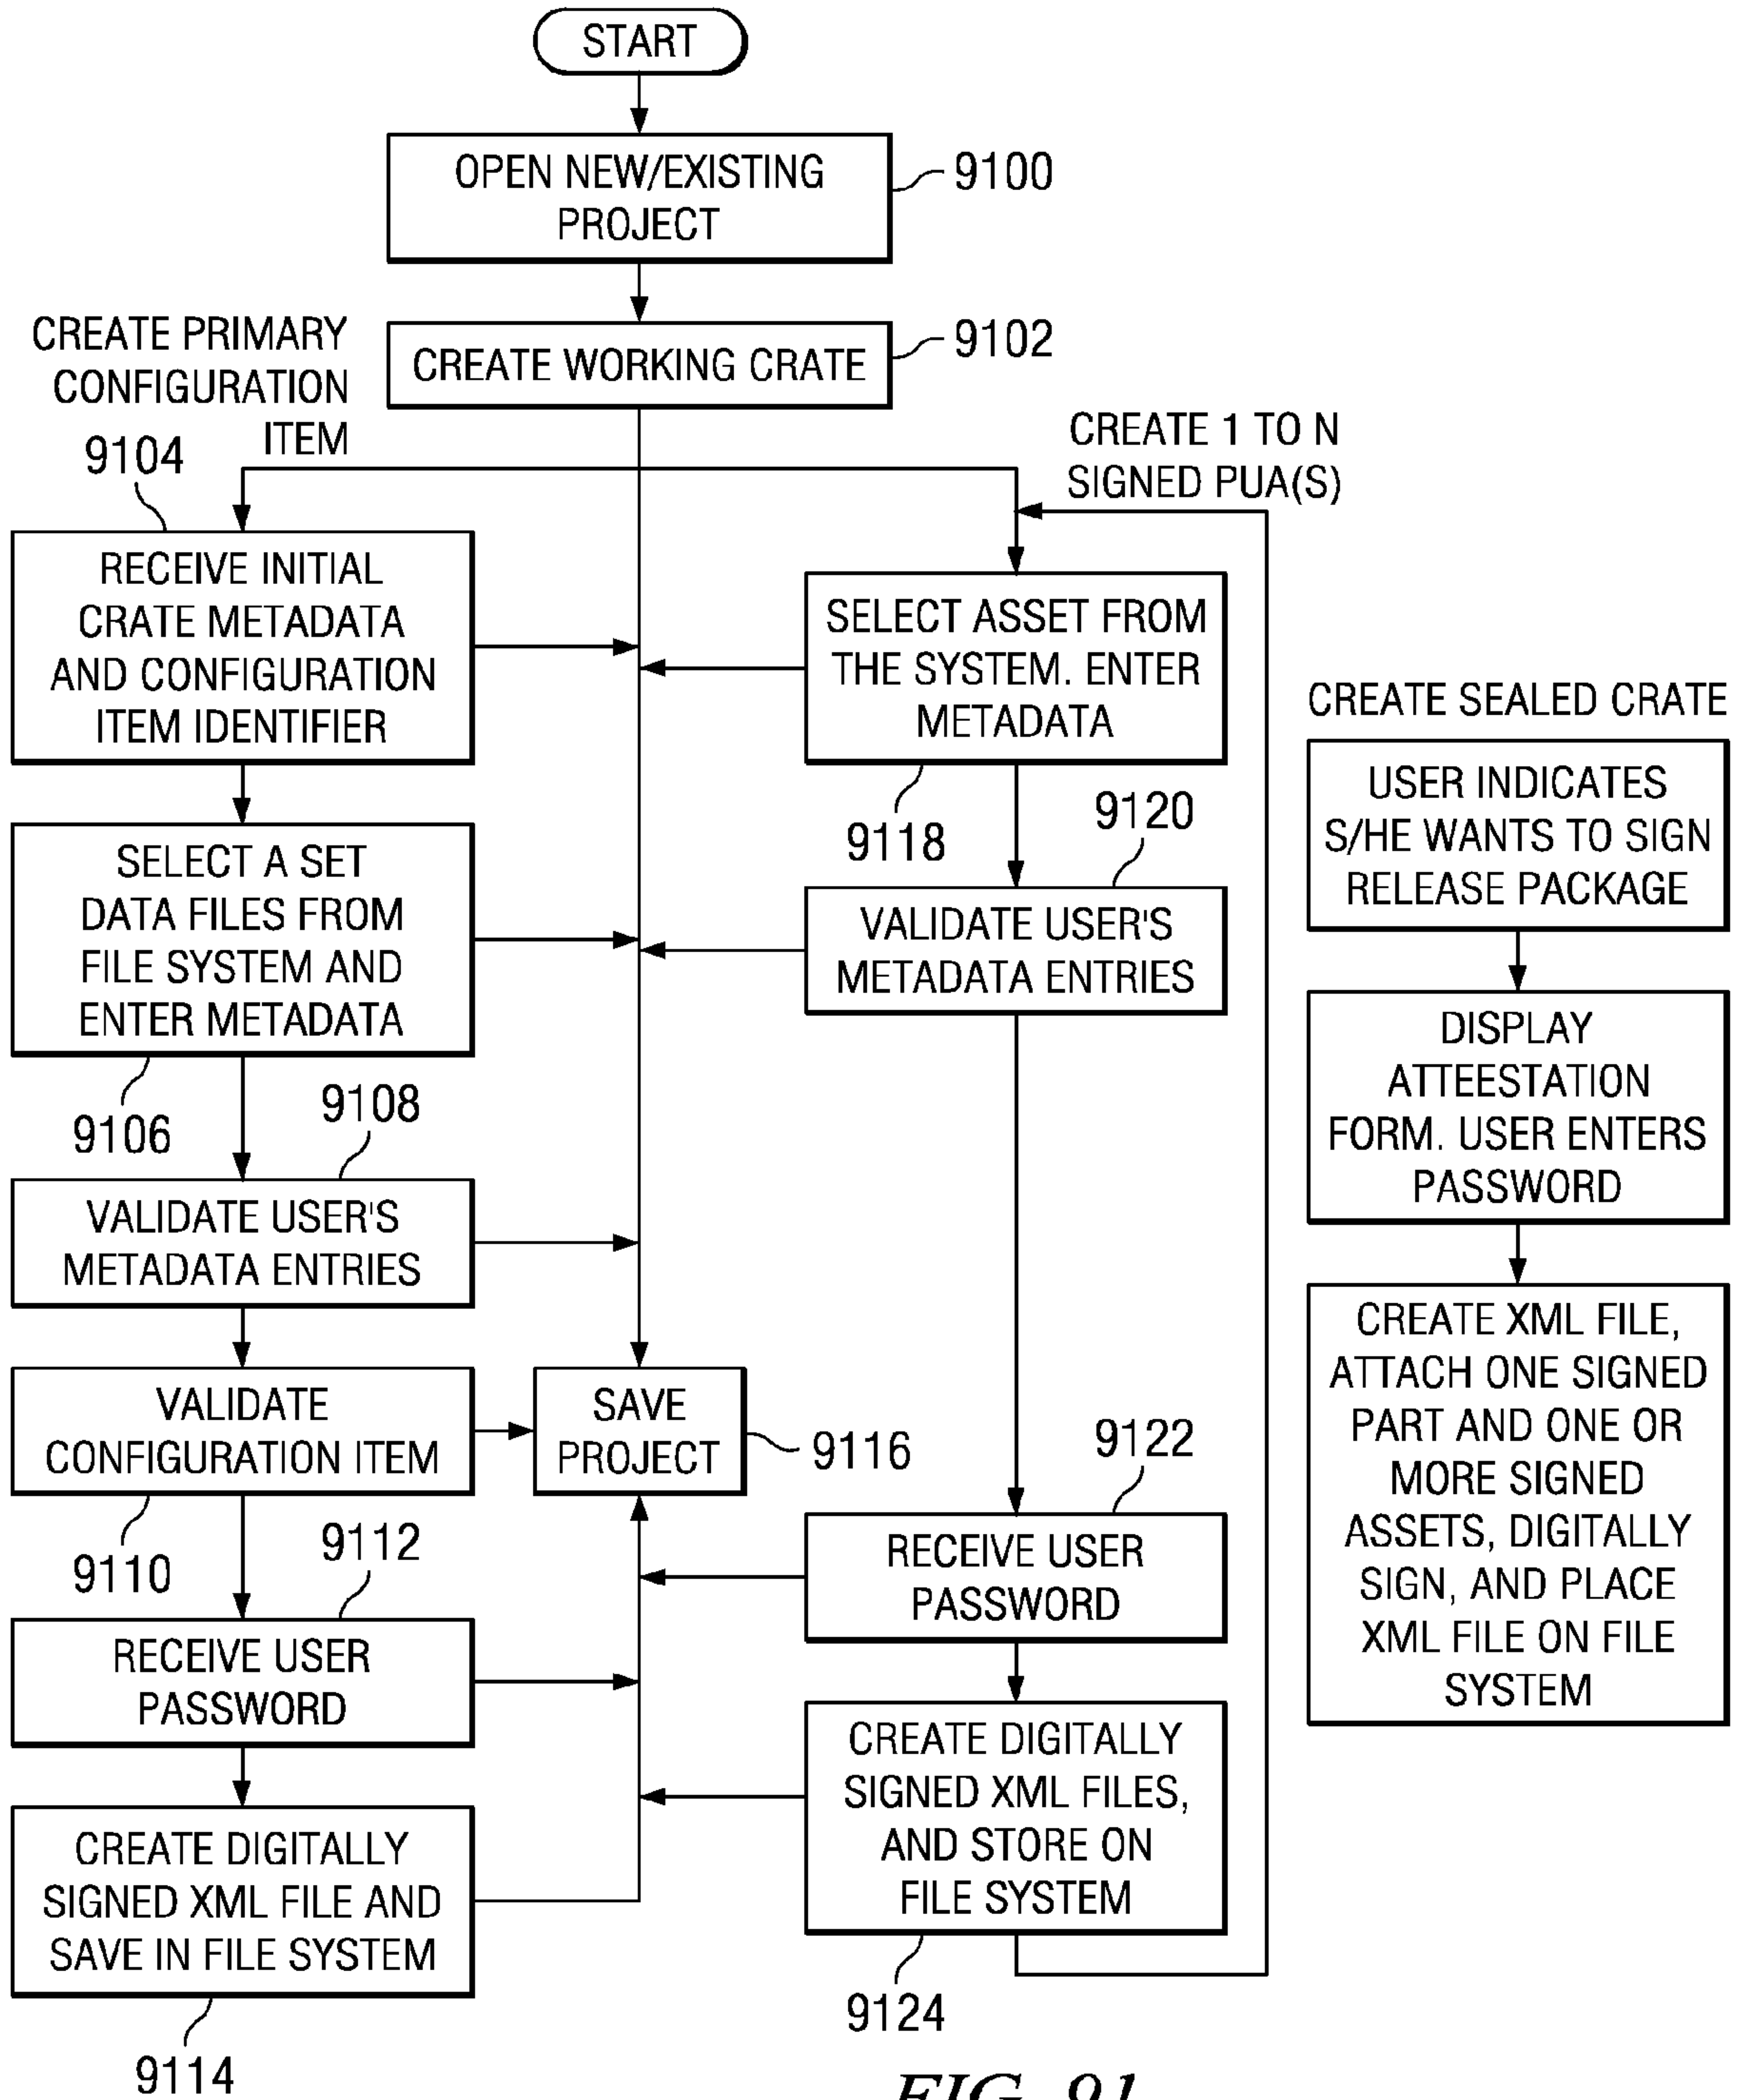 START
OPEN NEW/EXISTING
PROJECT
9100
CREATE WORKING CRATE
9102
CREATE PRIMARY
CONFIGURATION
ITEM
9104
RECEIVE INITIAL
CRATE METADATA
AND CONFIGURATION
ITEM IDENTIFIER
SELECT A SET
DATA FILES FROM
FILE SYSTEM AND
ENTER METADATA
9106
9108
VALIDATE USER'S
METADATA ENTRIES
VALIDATE
CONFIGURATION ITEM
9110
9112
RECEIVE USER
PASSWORD
CREATE DIGITALLY
SIGNED XML FILE AND
SAVE IN FILE SYSTEM
9114
SAVE
PROJECT
9116
CREATE 1 TO N
SIGNED PUA(S)
SELECT ASSET FROM
THE SYSTEM. ENTER
METADATA
9118
9120
VALIDATE USER'S
METADATA ENTRIES
9122
RECEIVE USER
PASSWORD
CREATE DIGITALLY
SIGNED XML FILES,
AND STORE ON
FILE SYSTEM
9124
CREATE SEALED CRATE
USER INDICATES
S/HE WANTS TO SIGN
RELEASE PACKAGE
DISPLAY
ATTEESTATION
FORM. USER ENTERS
PASSWORD
CREATE XML FILE,
ATTACH ONE SIGNED
PART AND ONE OR
MORE SIGNED
ASSETS, DIGITALLY
SIGN, AND PLACE
XML FILE ON FILE
SYSTEM
FIG. 91